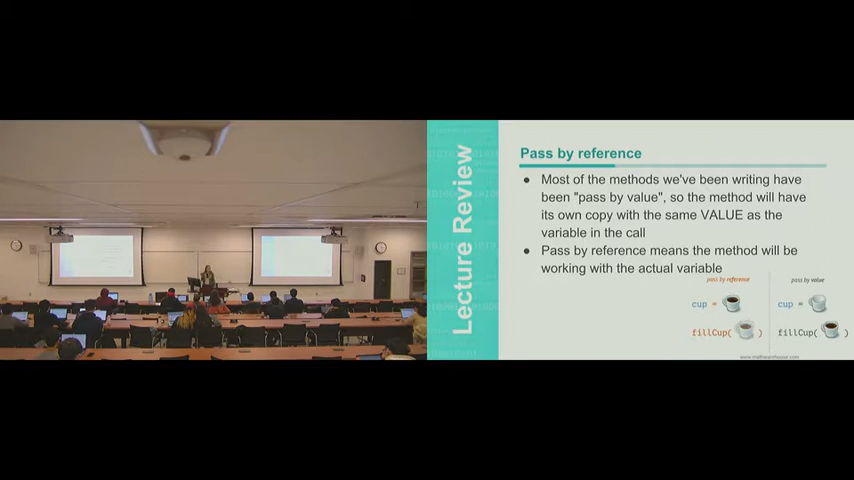 Lecture Review
Pass by reference
● Most of the methods we've been writing have
been "pass by value", so the method will have
its own copy with the same VALUE as the
variable in the call
● Pass by reference means the method will be
working with the actual variable
pass by reference
pass by value
cup =
cup =
fillCup( )
fillCup( )
www.mathwarehouse.com